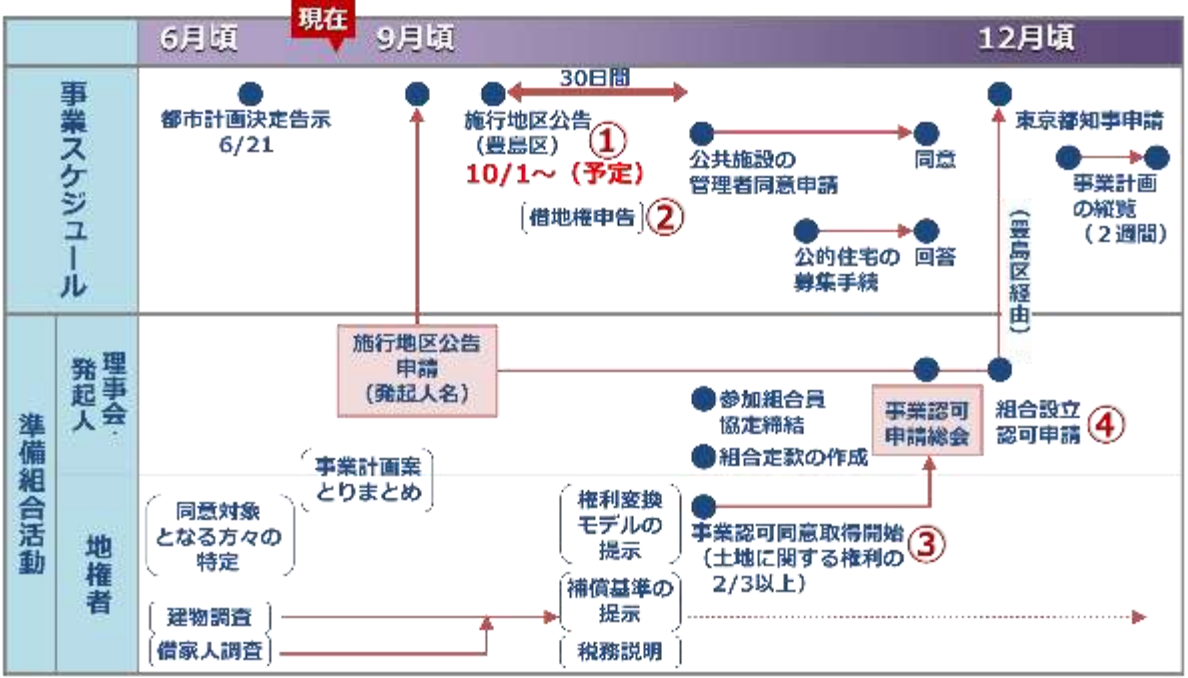 現在
6月頃
9月頃
12月頃
事業スケジュール
都市計画決定告示
6/21
30日間
施行地区公告
(豊島区)
①
10/1～(予定)
借地権申告
②
公共施設の
管理者同意申請
同意
公的住宅の
募集手続
回答
東京都知事申請
事業計画
の縦覧
(2週間)
(豊島区経由)
準備組合活動
理事会・
発起人
施行地区公告
申請
(発起人名)
参加組合員
協定締結
組合定款の作成
事業認可
申請総会
組合設立
認可申請
④
地権者
事業計画案
とりまとめ
同意対象
となる方々の
特定
権利変換
モデルの
提示
事業認可同意取得開始
(土地に関する権利の
2/3以上)
③
建物調査
借家人調査
補償基準の
提示
税務説明